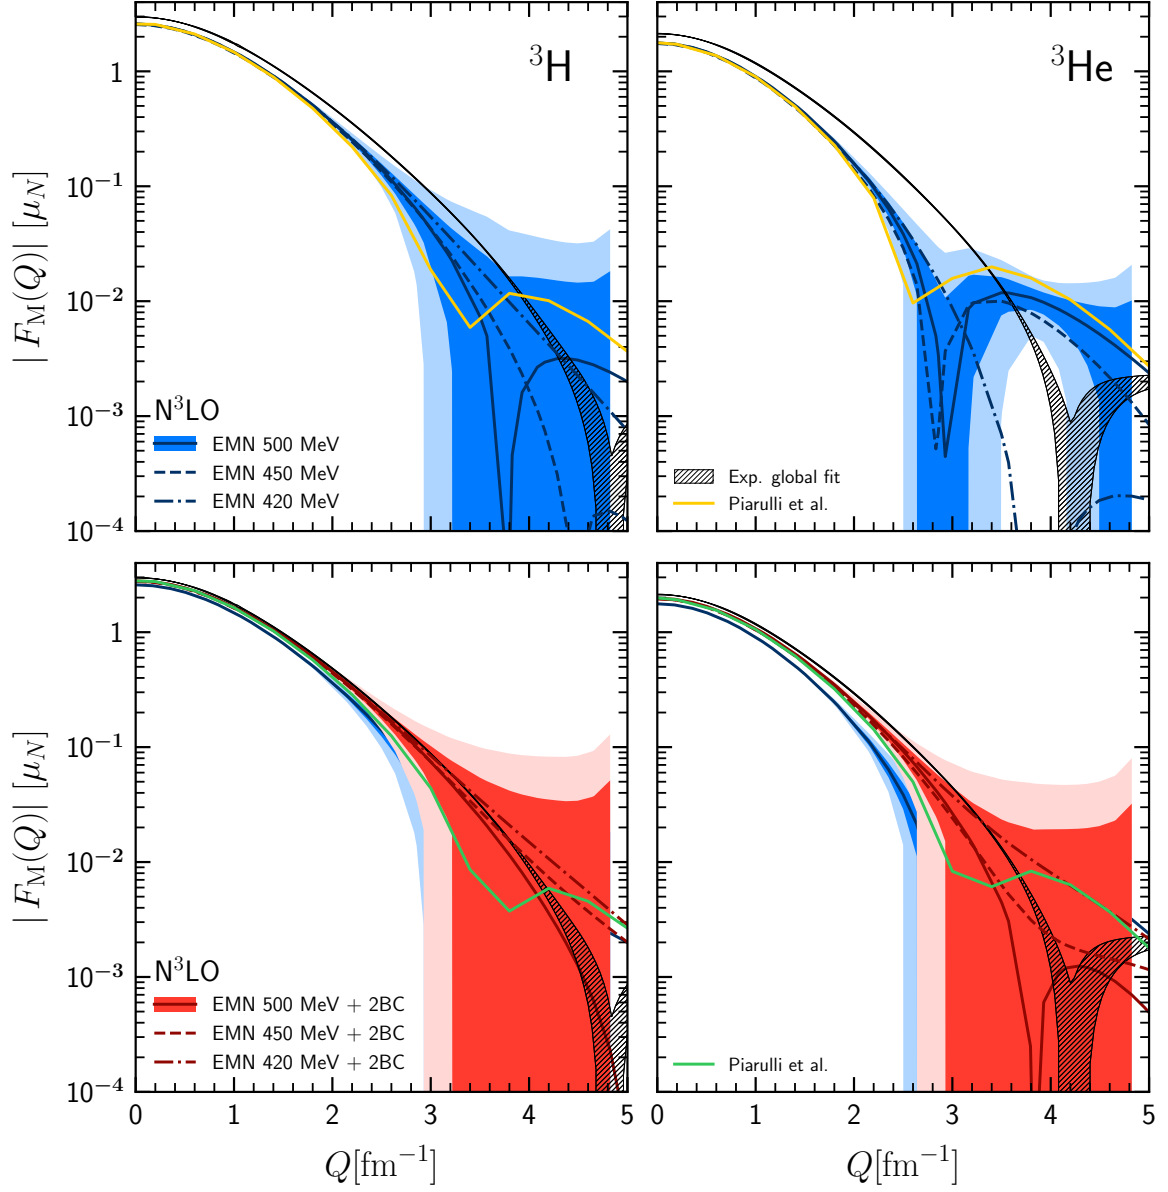 ³H
1
10⁻¹
10⁻²
10⁻³
10⁻⁴
|F_M(Q)| [μ_N]
N³LO
EMN 500 MeV
EMN 450 MeV
EMN 420 MeV
³He
Exp. global fit
Piarulli et al.
1
10⁻¹
10⁻²
10⁻³
10⁻⁴
|F_M(Q)| [μ_N]
N³LO
EMN 500 MeV + 2BC
EMN 450 MeV + 2BC
EMN 420 MeV + 2BC
0 1 2 3 4 5
Q[fm⁻¹]
Piarulli et al.
0 1 2 3 4 5
Q[fm⁻¹]